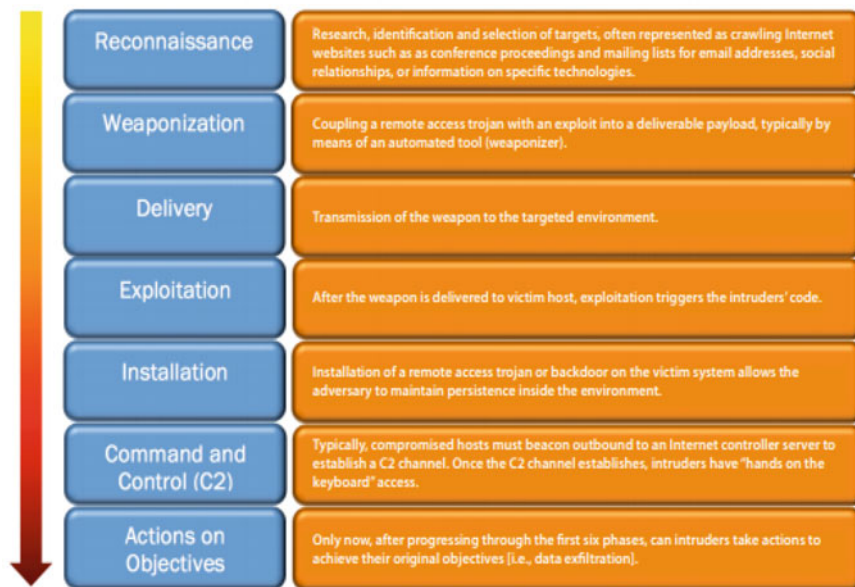 Reconnaissance
Research, identification and selection of targets, often represented as crawling Internet
websites such as as conference proceedings and mailing lists for email addresses, social
relationships, or information on specific technologies.
Weaponization
Coupling a remote access trojan with an exploit into a deliverable payload, typically by
means of an automated tool (weaponizer).
Delivery
Transmission of the weapon to the targeted environment.
Exploitation
After the weapon is delivered to victim host, exploitation triggers the intruders' code.
Installation
Installation of a remote access trojan or backdoor on the victim system allows the
adversary to maintain persistence inside the environment.
Command and
Control (C2)
Typically, compromised hosts must beacon outbound to an Internet controller server to
establish a C2 channel. Once the C2 channel establishes, intruders have "hands on the
keyboard" access.
Actions on
Objectives
Only now, after progressing through the first six phases, can intruders take actions to
achieve their original objectives [i.e., data exfiltration].